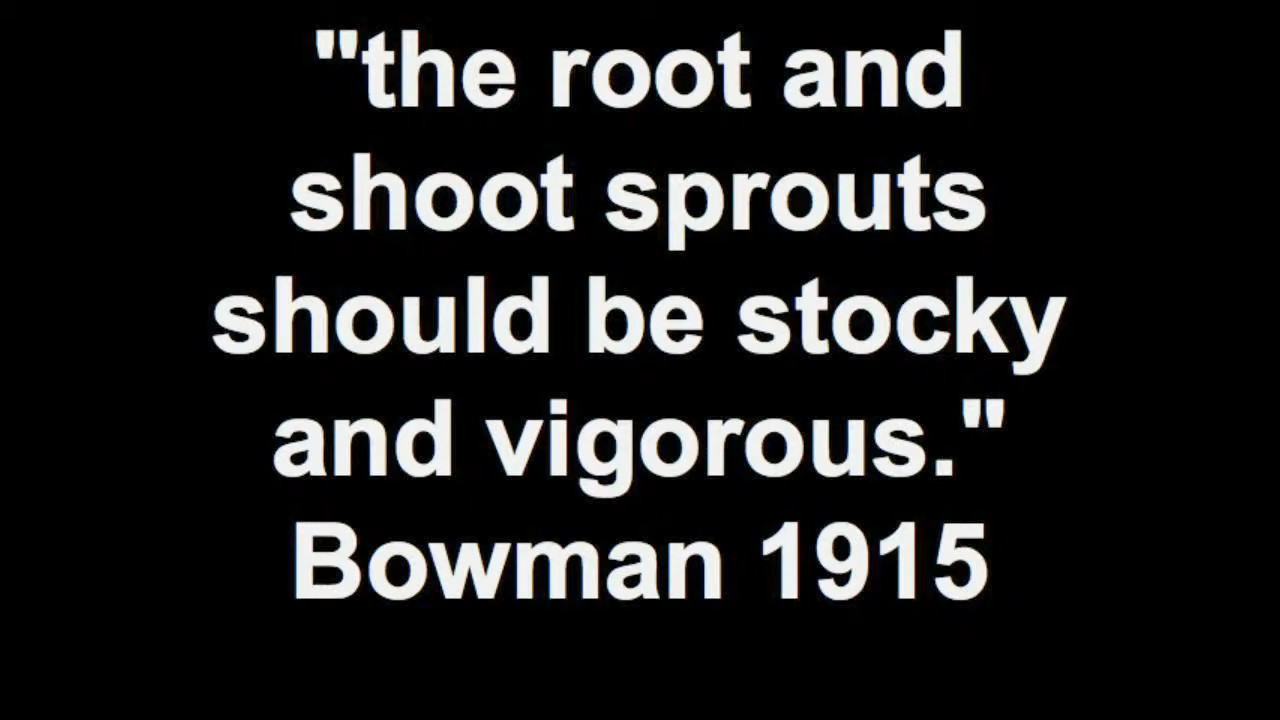 "the root and
shoot sprouts
should be stocky
and vigorous."
Bowman 1915